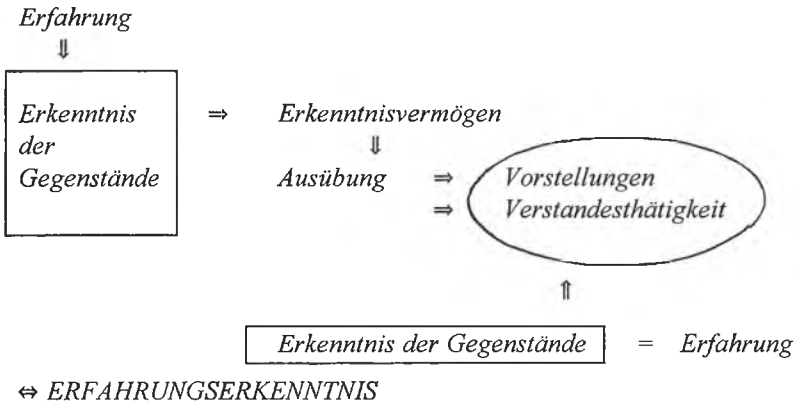 Erfahrung
⇓
Erkenntnis ⇒ Erkenntnisvermögen
der ⇓
Gegenstände Ausübung ⇒ Vorstellungen
⇒ Verstandesthätigkeit
⇑
Erkenntnis der Gegenstände = Erfahrung
⇔ ERFAHRUNGSERKENNTNIS